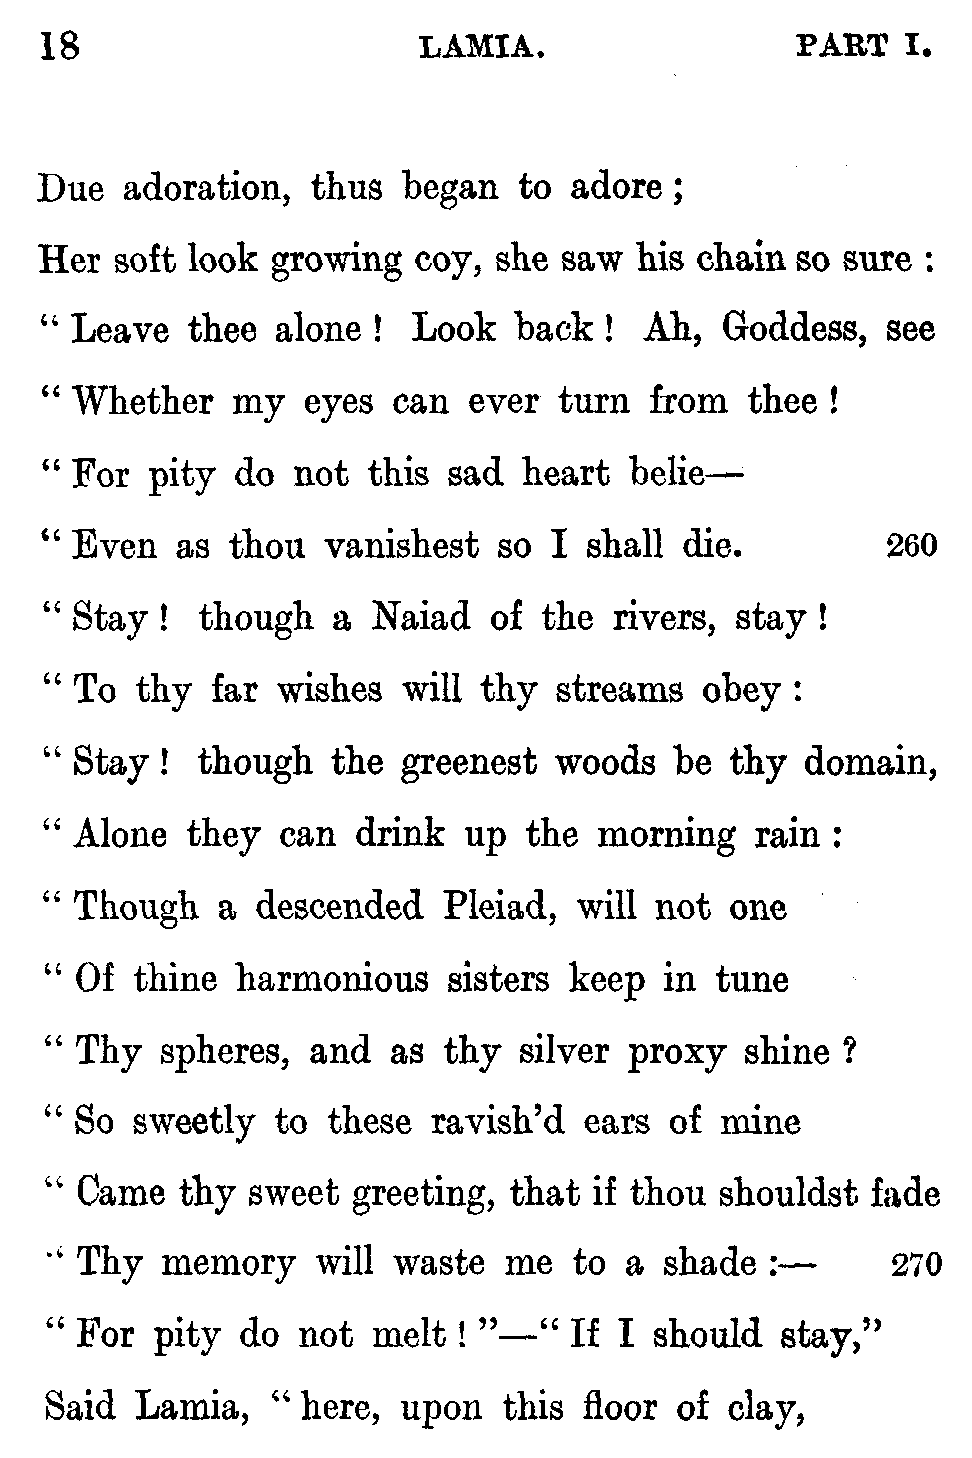 18 LAMIA. PART I.
Due adoration, thus began to adore ;
Her soft look growing coy, she saw his chain so sure :
“ Leave thee alone ! Look back ! Ah, Goddess, see
“ Whether my eyes can ever turn from thee !
“ For pity do not this sad heart belie—
“ Even as thou vanishest so I shall die. 260
“ Stay ! though a Naiad of the rivers, stay !
“ To thy far wishes will thy streams obey :
“ Stay ! though the greenest woods be thy domain,
“ Alone they can drink up the morning rain :
“ Though a descended Pleiad, will not one
“ Of thine harmonious sisters keep in tune
“ Thy spheres, and as thy silver proxy shine ?
“ So sweetly to these ravish’d ears of mine
“ Came thy sweet greeting, that if thou shouldst fade
“ Thy memory will waste me to a shade :— 270
“ For pity do not melt ! ”—“ If I should stay,”
Said Lamia, “ here, upon this floor of clay,